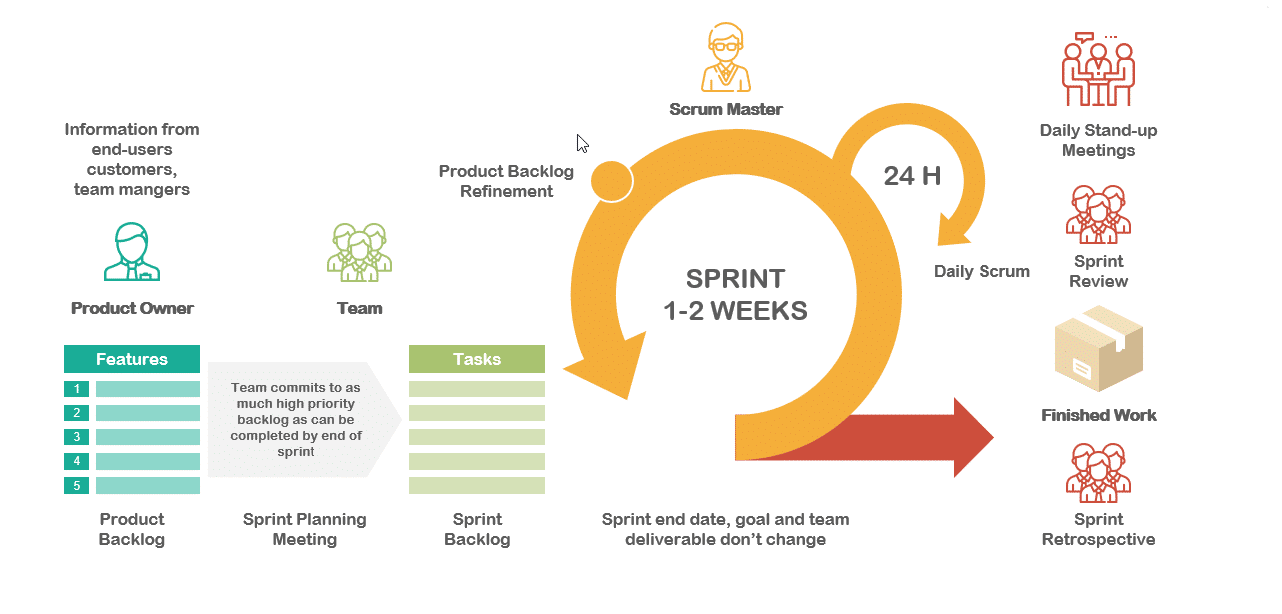 Information from
end-users
customers,
team mangers
Product Owner
Features
1
2
3
4
5
Product
Backlog
Team commits to as
much high priority
backlog as can be
completed by end of
sprint
Sprint Planning
Meeting
Team
Tasks
Sprint
Backlog
Scrum Master
Product Backlog
Refinement
SPRINT
1-2 WEEKS
24 H
Daily Scrum
Sprint end date, goal and team
deliverable don't change
Daily Stand-up
Meetings
Sprint
Review
Finished Work
Sprint
Retrospective